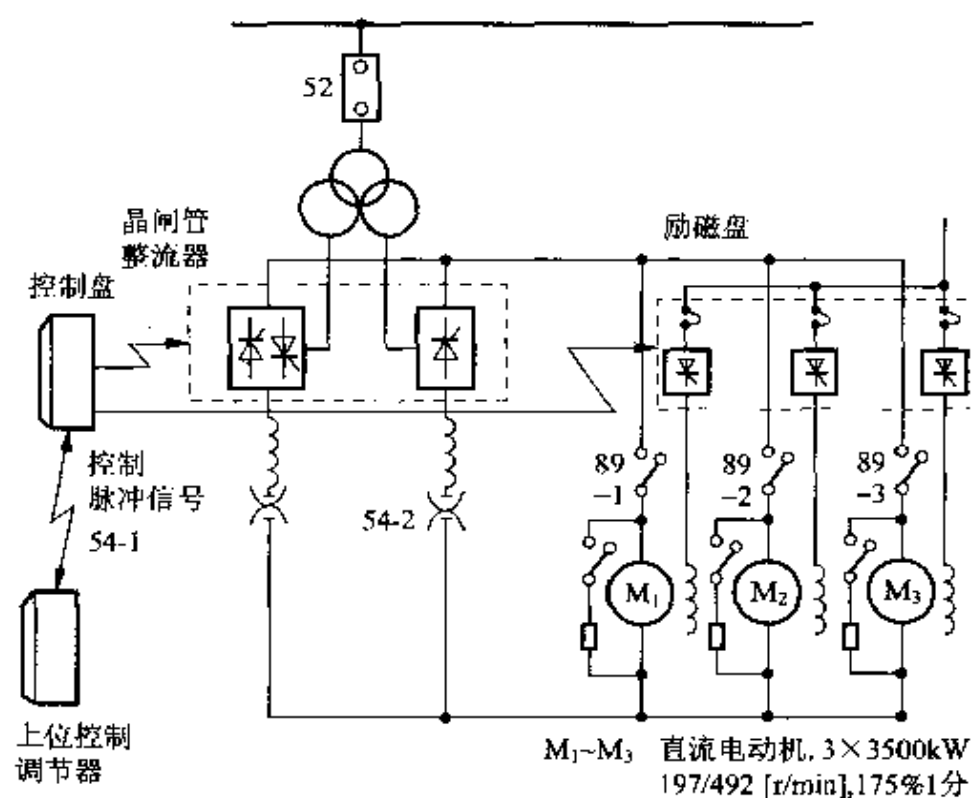 52
晶闸管
整流器
励磁盘
控制盘
控制
脉冲信号
54-1
54-2
89
-1
89
-2
89
-3
M₁
M₂
M₃
上位控制
调节器
M₁~M₃ 直流电动机, 3×3500kW
197/492 [r/min],175%1分